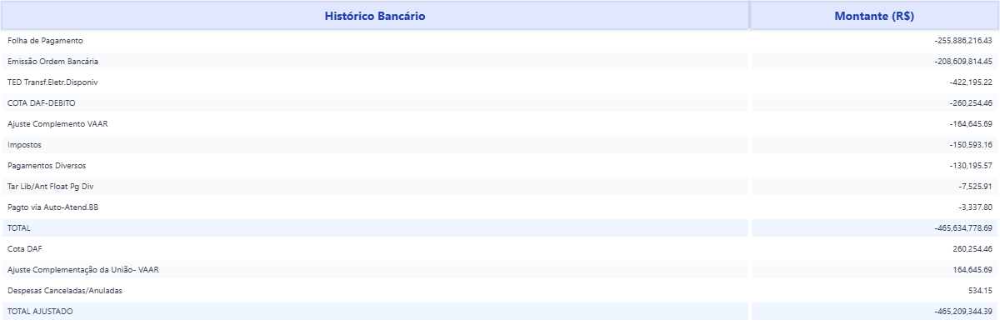 Histórico Bancário Montante (R$)
Folha de Pagamento -255,886,216.43
Emissão Ordem Bancária -208,609,814.45
TED Transf.Eletr.Disponiv -422,195.22
COTA DAF-DEBITO -260,254.46
Ajuste Complemento VAAR -164,645.69
Impostos -150,593.16
Pagamentos Diversos -130,195.57
Tar Lib/Ant Float Pg Div -7,525.91
Pagto via Auto-Atend.BB -3,337.80
TOTAL -465,634,778.69
Cota DAF 260,254.46
Ajuste Complementação da União- VAAR 164,645.69
Despesas Canceladas/Anuladas 534.15
TOTAL AJUSTADO -465,209,344.39